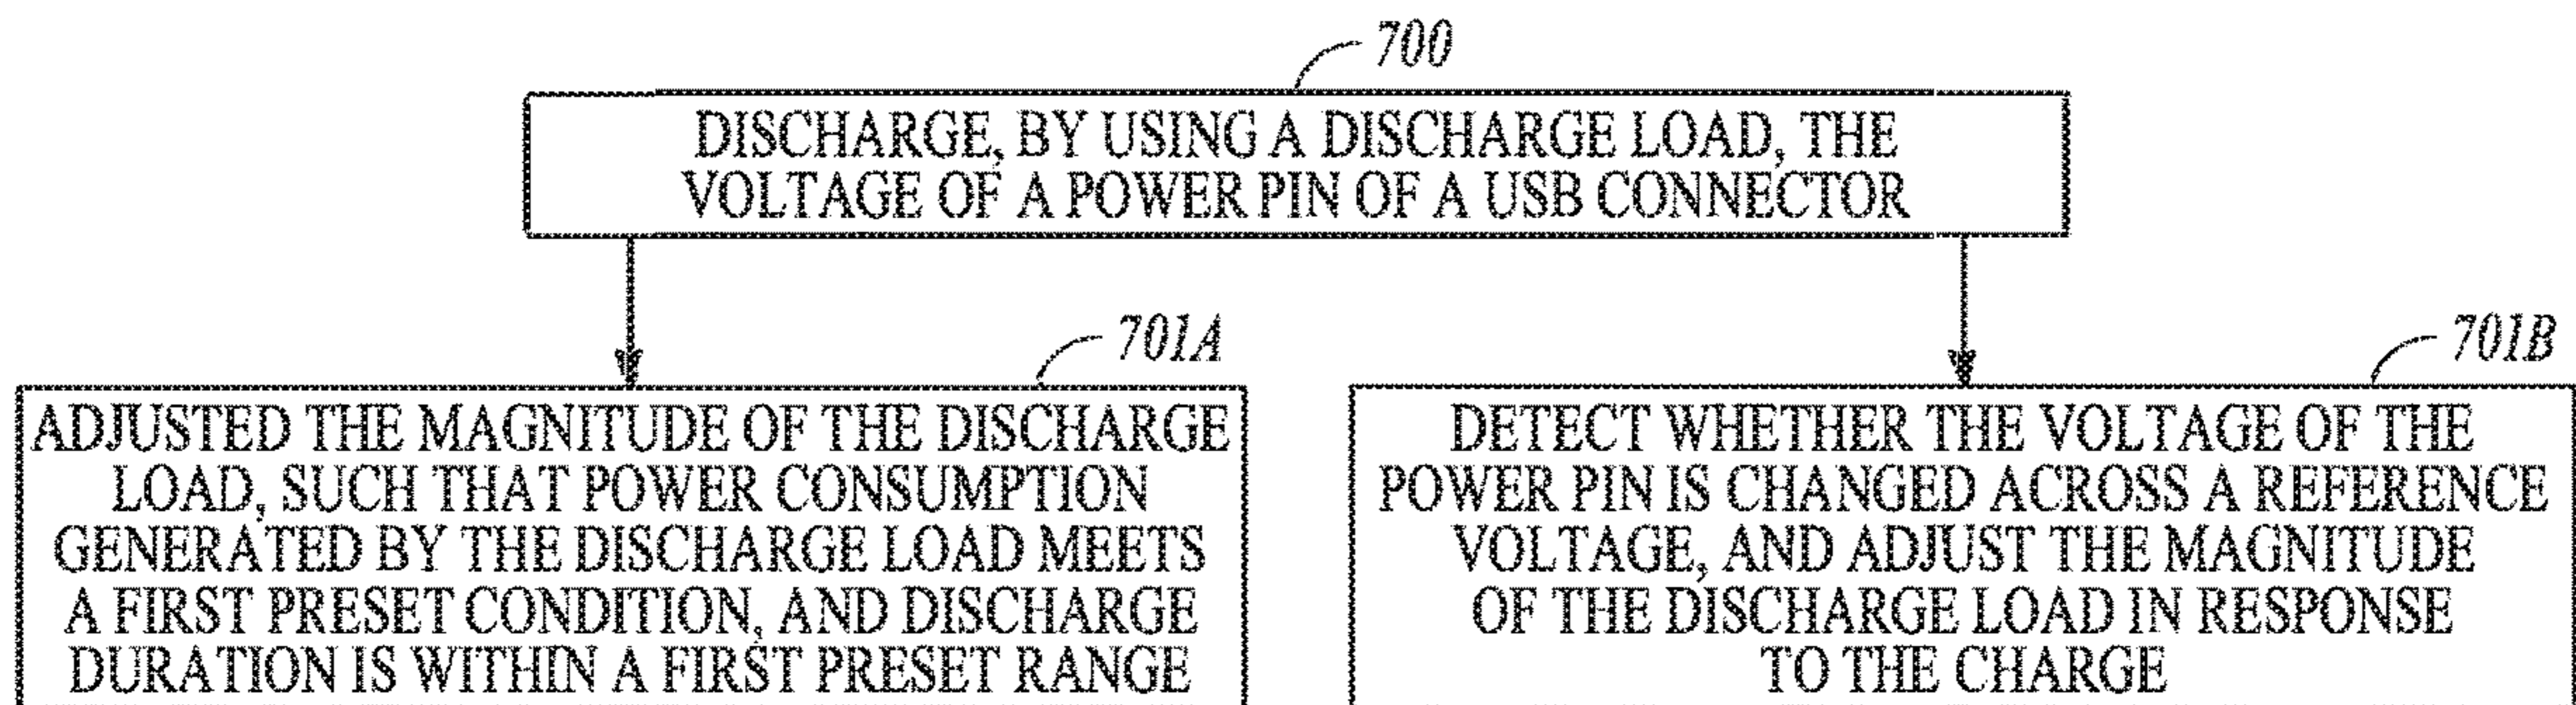 700
DISCHARGE, BY USING A DISCHARGE LOAD, THE
VOLTAGE OF A POWER PIN OF A USB CONNECTOR
701A
ADJUSTED THE MAGNITUDE OF THE DISCHARGE
LOAD, SUCH THAT POWER CONSUMPTION
GENERATED BY THE DISCHARGE LOAD MEETS
A FIRST PRESET CONDITION, AND DISCHARGE
DURATION IS WITHIN A FIRST PRESET RANGE
701B
DETECT WHETHER THE VOLTAGE OF THE
POWER PIN IS CHANGED ACROSS A REFERENCE
VOLTAGE, AND ADJUST THE MAGNITUDE
OF THE DISCHARGE LOAD IN RESPONSE
TO THE CHARGE